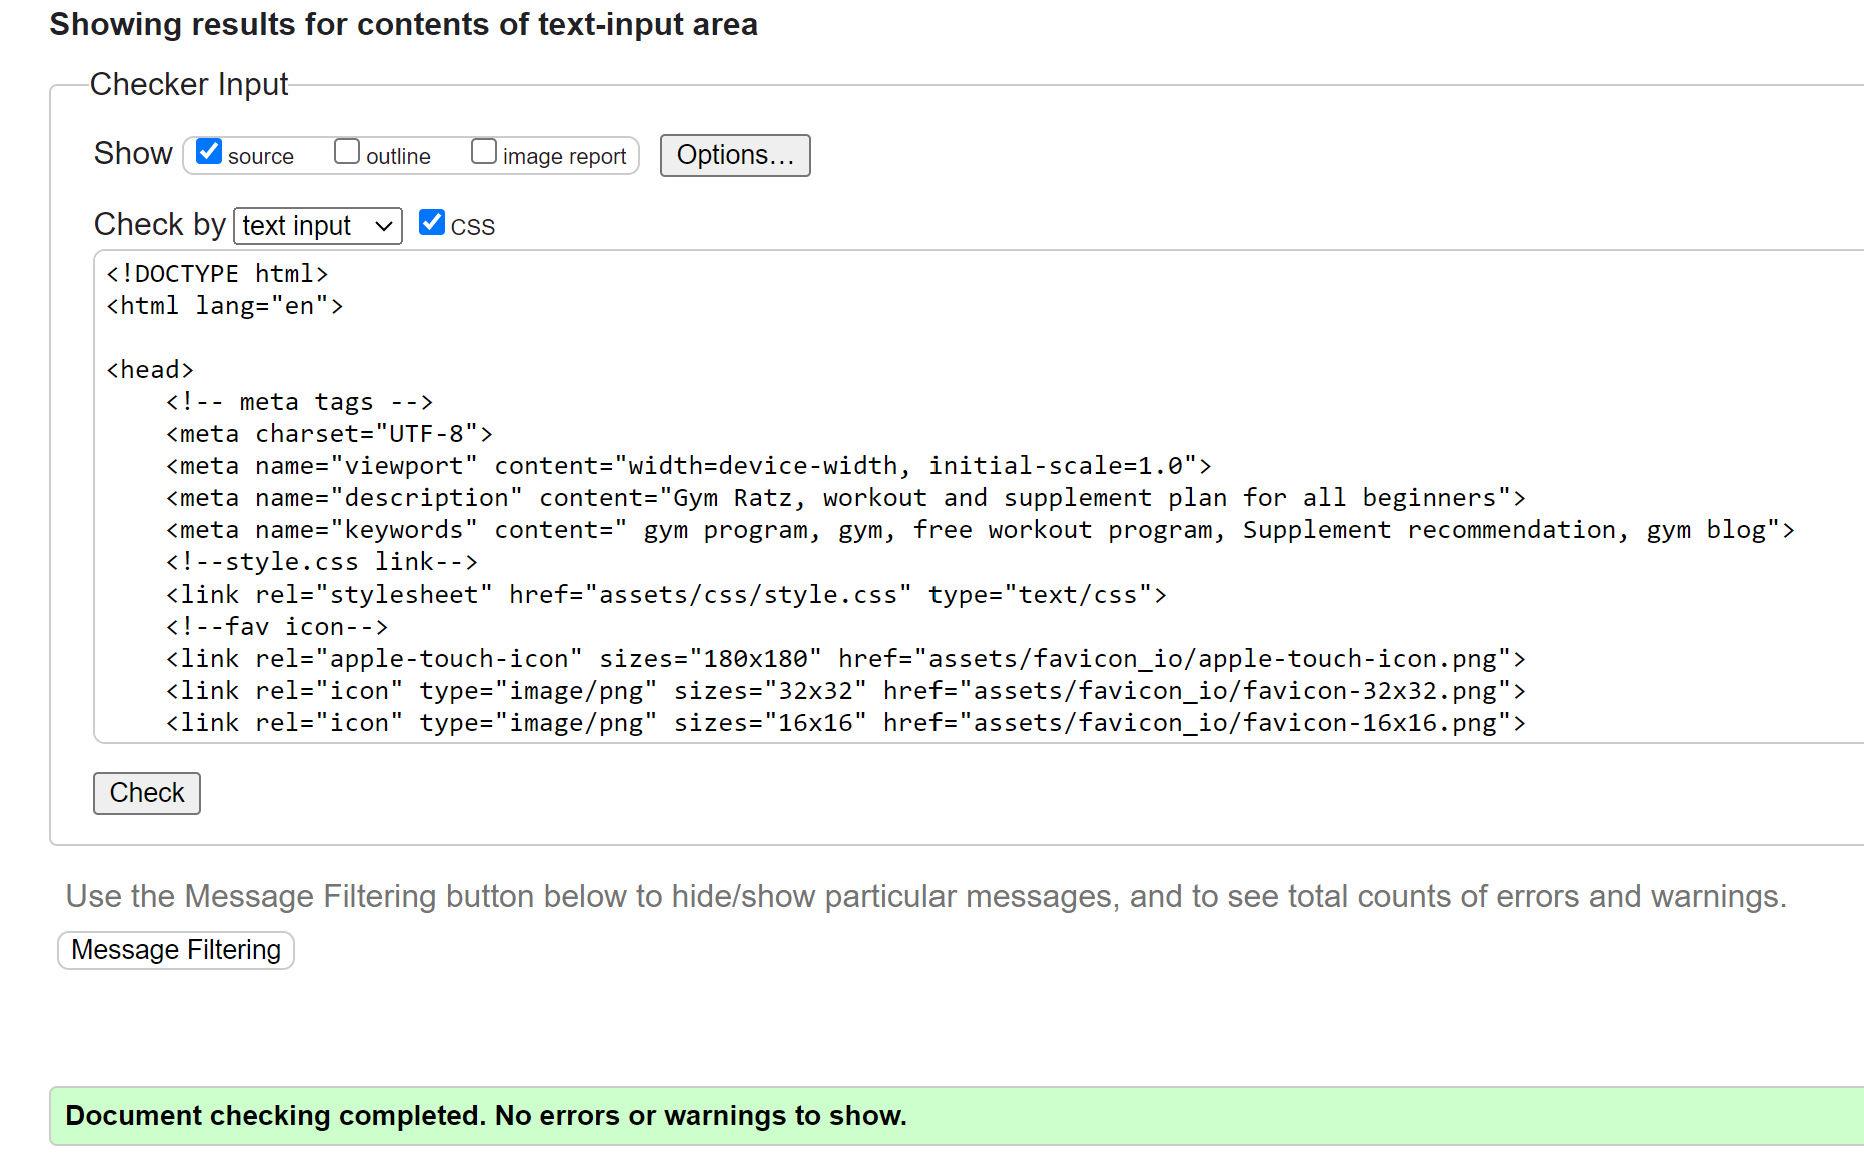 Showing results for contents of text-input area
Checker Input
Show source outline image report Options...
Check by text input CSS
<!DOCTYPE html>
<html lang="en">
<head>
<!-- meta tags -->
<meta charset="UTF-8">
<meta name="viewport" content="width=device-width, initial-scale=1.0">
<meta name="description" content="Gym Ratz, workout and supplement plan for all beginners">
<meta name="keywords" content=" gym program, gym, free workout program, Supplement recommendation, gym blog">
<!--style.css link-->
<link rel="stylesheet" href="assets/css/style.css" type="text/css">
<!--fav icon-->
<link rel="apple-touch-icon" sizes="180x180" href="assets/favicon_io/apple-touch-icon.png">
<link rel="icon" type="image/png" sizes="32x32" href="assets/favicon_io/favicon-32x32.png">
<link rel="icon" type="image/png" sizes="16x16" href="assets/favicon_io/favicon-16x16.png">
Check
Use the Message Filtering button below to hide/show particular messages, and to see total counts of errors and warnings.
Message Filtering
Document checking completed. No errors or warnings to show.